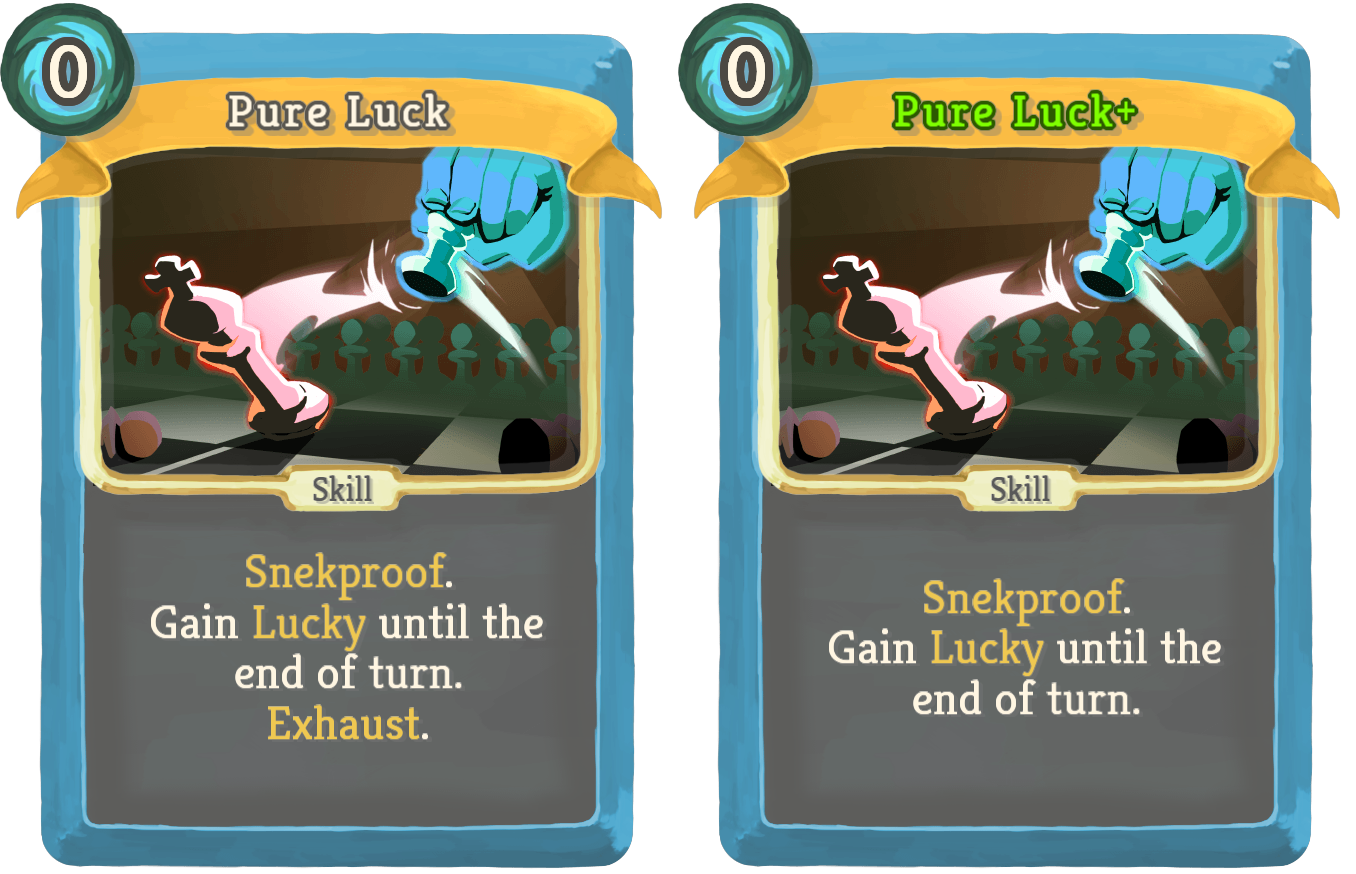 0
Pure Luck
Skill
Snekproof.
Gain Lucky until the
end of turn.
Exhaust.
0
Pure Luck+
Skill
Snekproof.
Gain Lucky until the
end of turn.